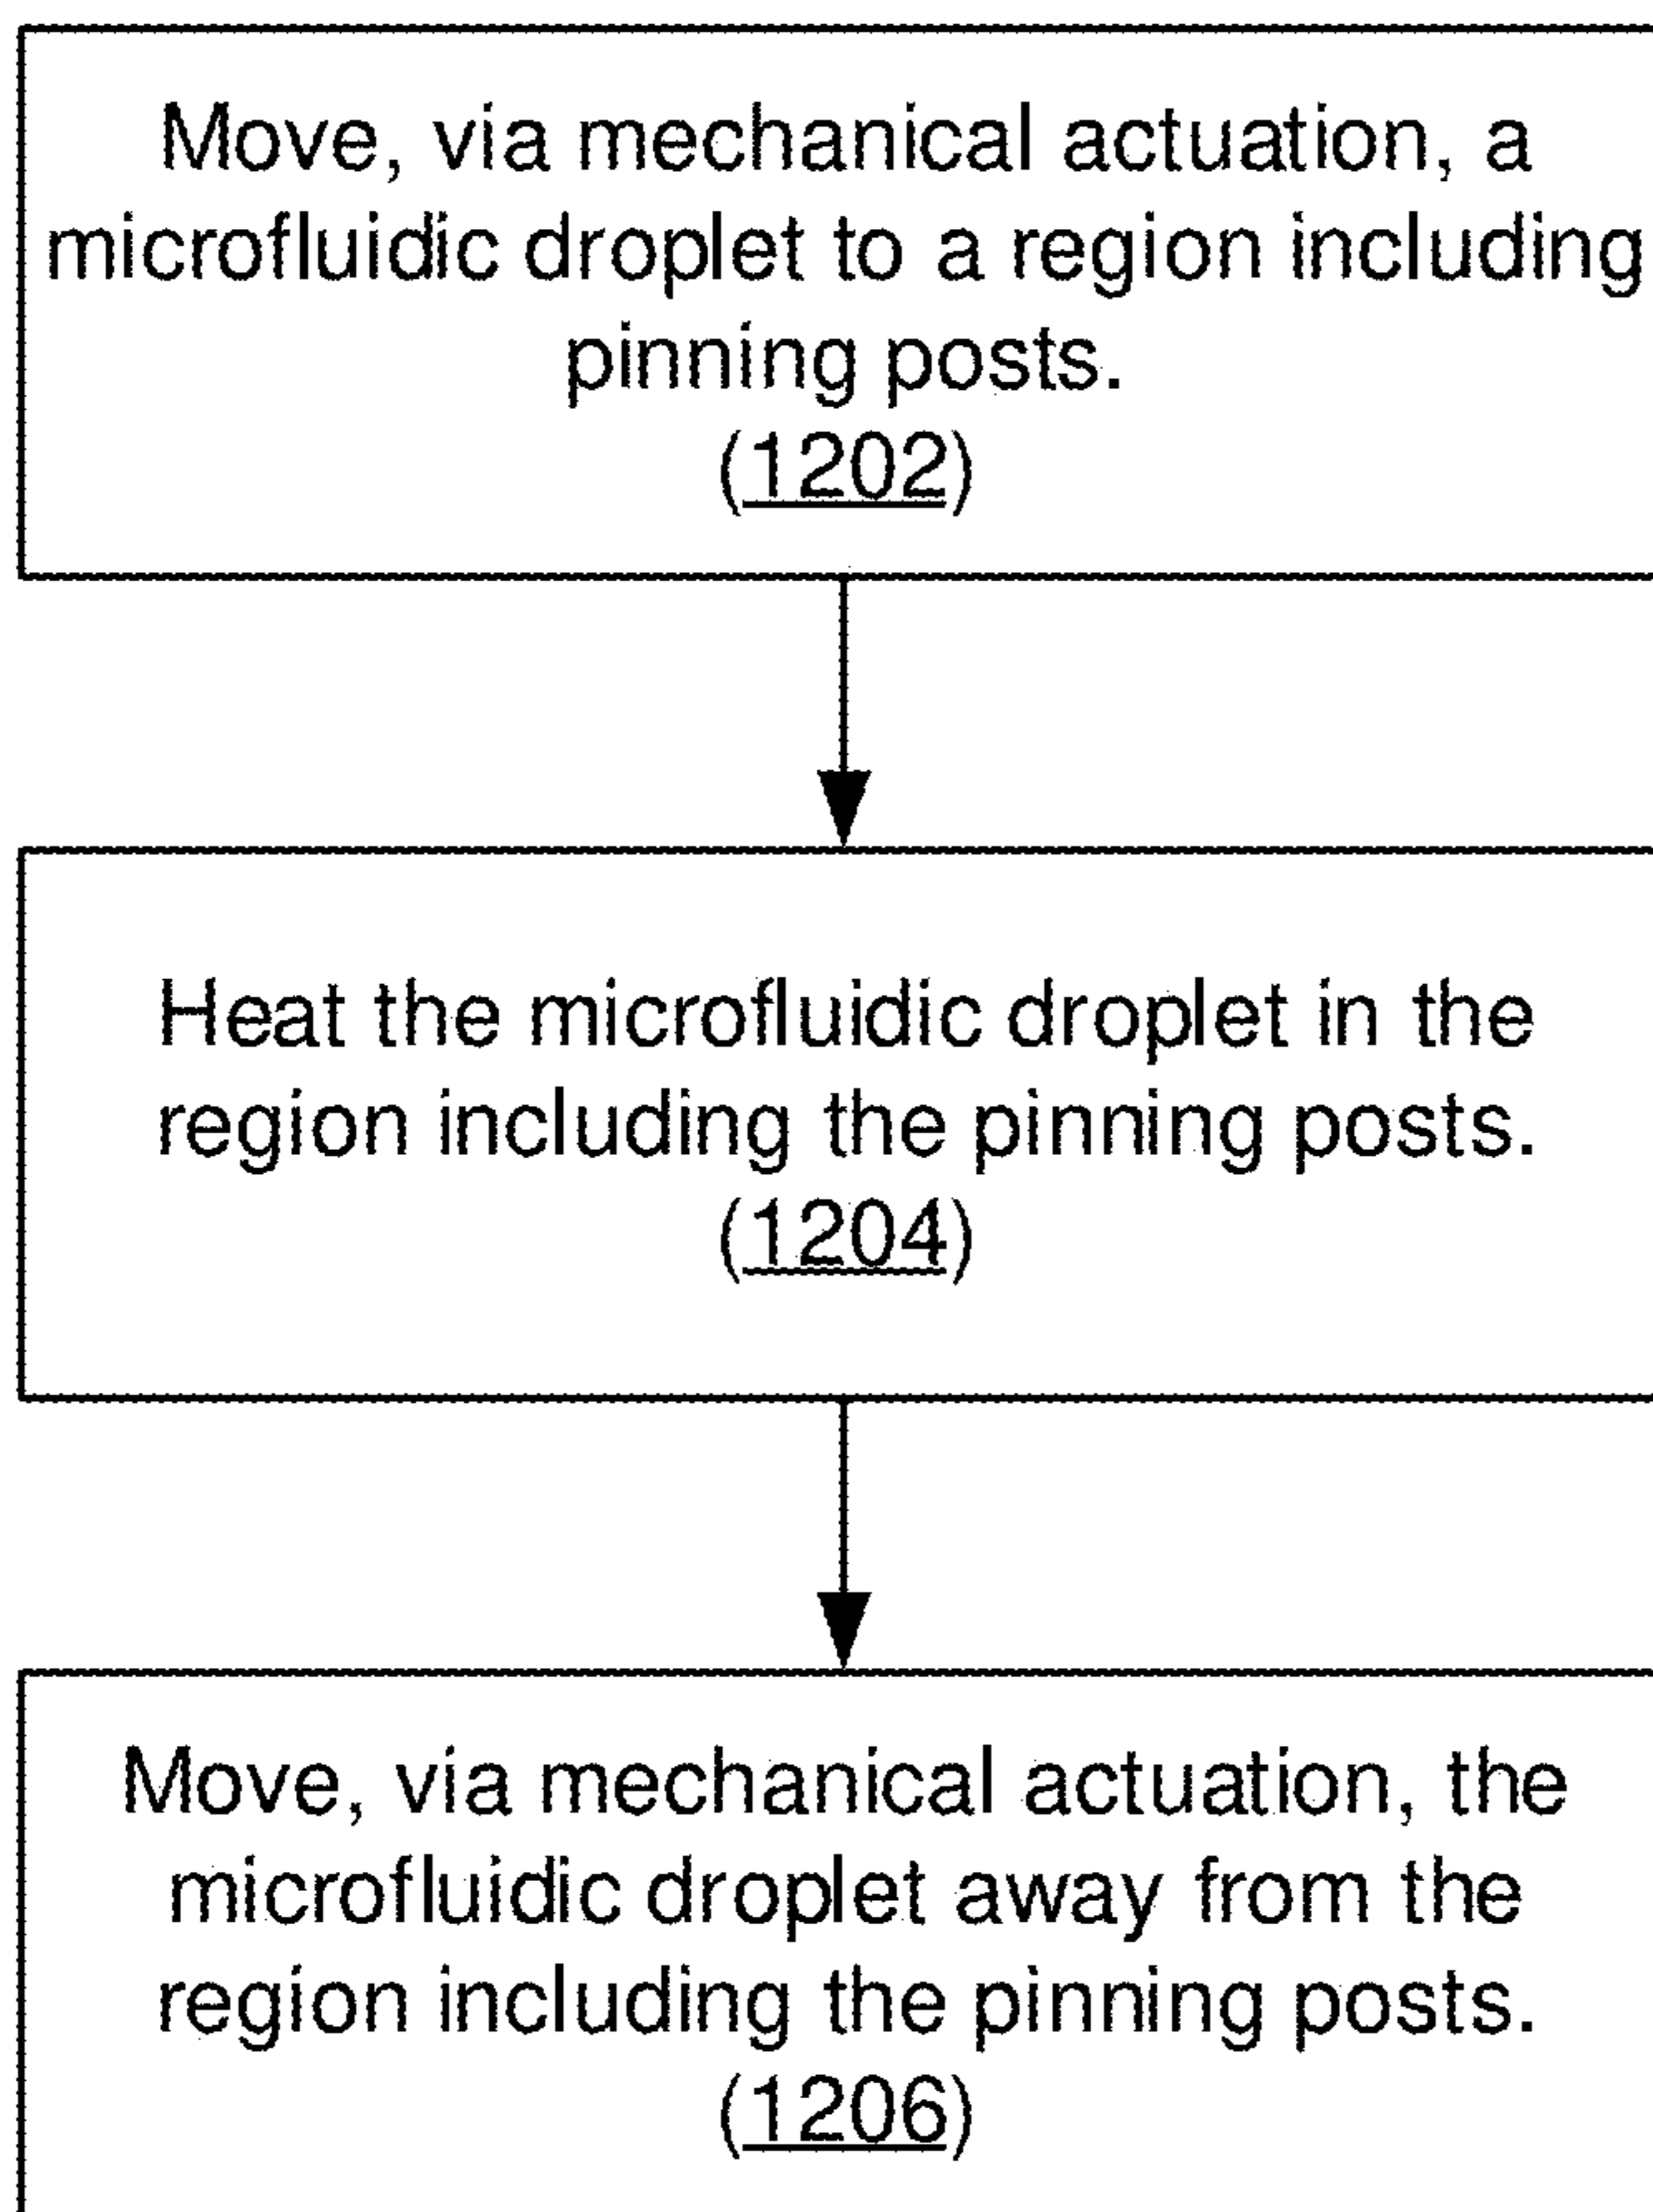 Move, via mechanical actuation, a
microfluidic droplet to a region including
pinning posts.
(1202)
Heat the microfluidic droplet in the
region including the pinning posts.
(1204)
Move, via mechanical actuation, the
microfluidic droplet away from the
region including the pinning posts.
(1206)